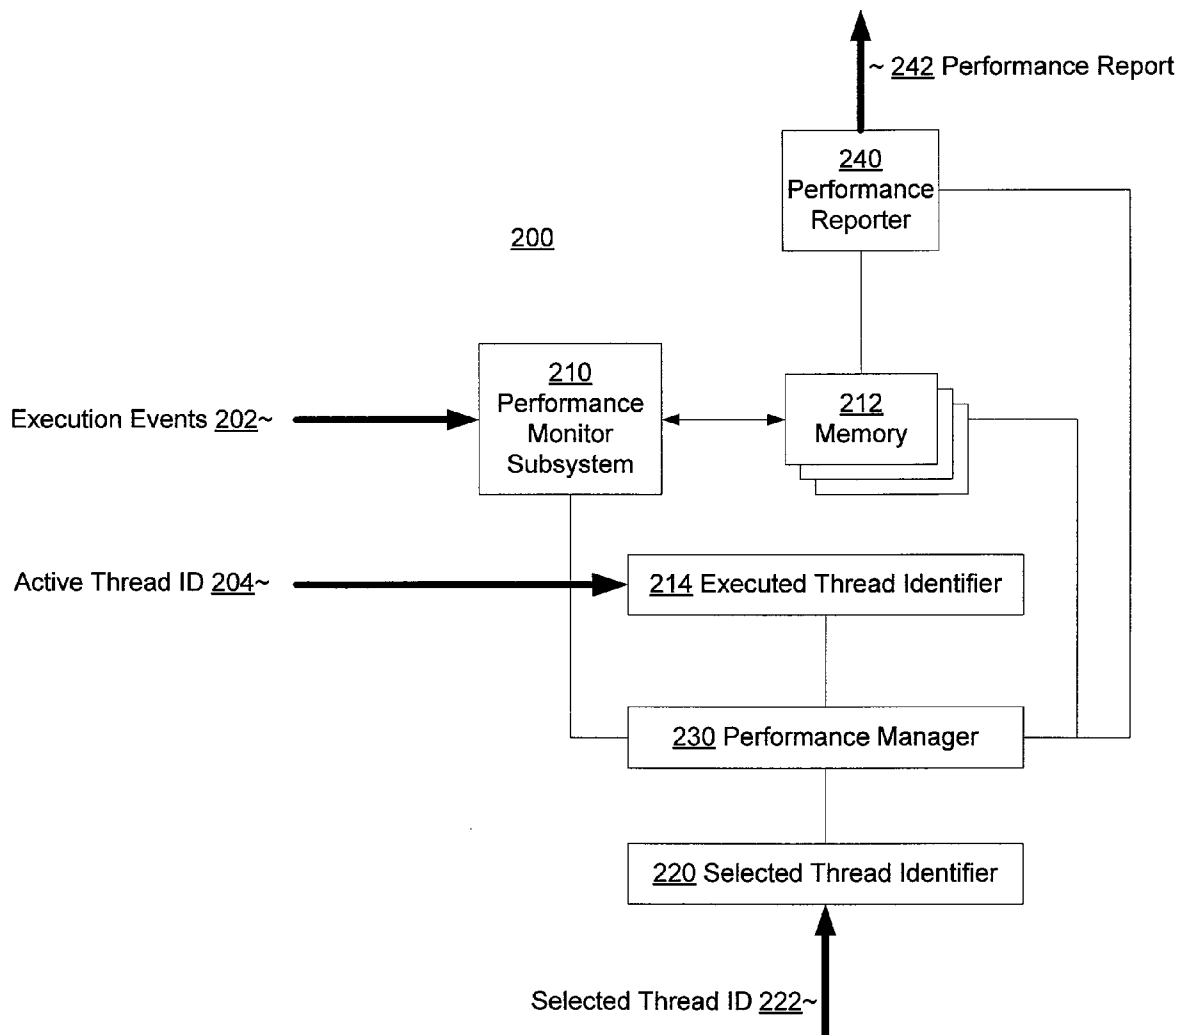 ~ 242 Performance Report
240
Performance
Reporter
200
210
Performance
Monitor
Subsystem
212
Memory
Execution Events 202~
Active Thread ID 204~
214 Executed Thread Identifier
230 Performance Manager
220 Selected Thread Identifier
Selected Thread ID 222~